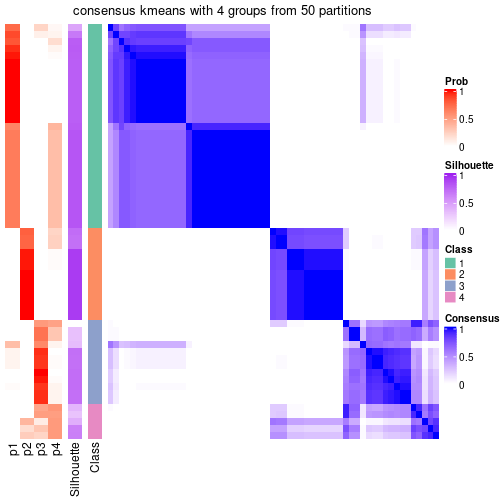 consensus kmeans with 4 groups from 50 partitions
Prob
1
0.5
0
Silhouette
1
0.5
0
Class
1
2
3
4
Consensus
1
0.5
0
p1
p2
p3
p4
Silhouette
Class